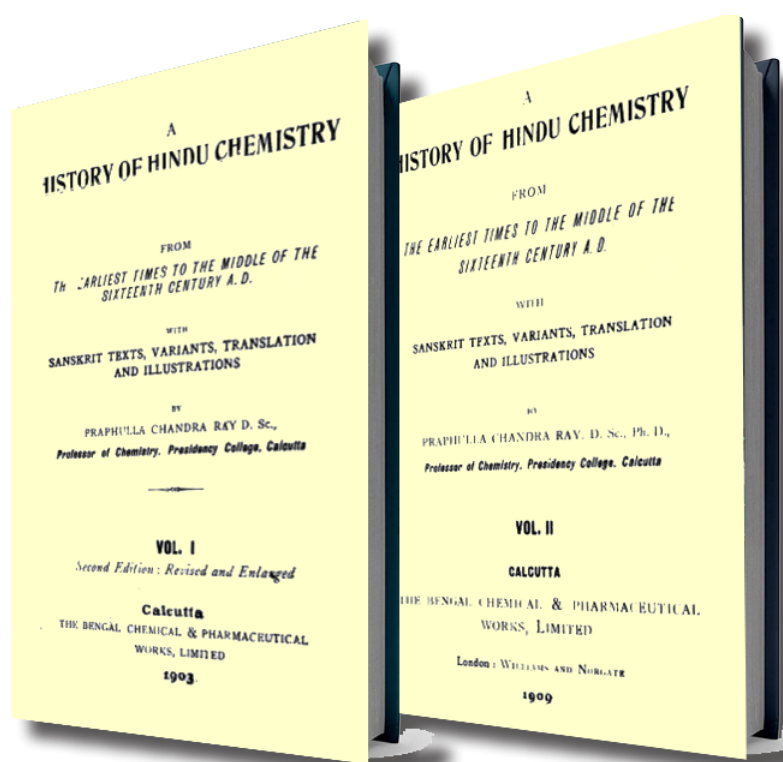 A
HISTORY OF HINDU CHEMISTRY
FROM
THE EARLIEST TIMES TO THE MIDDLE OF THE
SIXTEENTH CENTURY A. D.
WITH
SANSKRIT TEXTS, VARIANTS, TRANSLATION
AND ILLUSTRATIONS
BY
PRAPHULLA CHANDRA RAY D. Sc.,
Professor of Chemistry, Presidency College, Calcutta
VOL. I
Second Edition : Revised and Enlarged
Calcutta
THE BENGAL CHEMICAL & PHARMACEUTICAL
WORKS, LIMITED
1903.
A
HISTORY OF HINDU CHEMISTRY
FROM
THE EARLIEST TIMES TO THE MIDDLE OF THE
SIXTEENTH CENTURY A. D.
WITH
SANSKRIT TEXTS, VARIANTS, TRANSLATION
AND ILLUSTRATIONS
BY
PRAPHULLA CHANDRA RAY, D. Sc., Ph. D.,
Professor of Chemistry, Presidency College, Calcutta
VOL. II
CALCUTTA
THE BENGAL CHEMICAL & PHARMACEUTICAL
WORKS, LIMITED
London : WILLIAMS AND NORGATE
1909